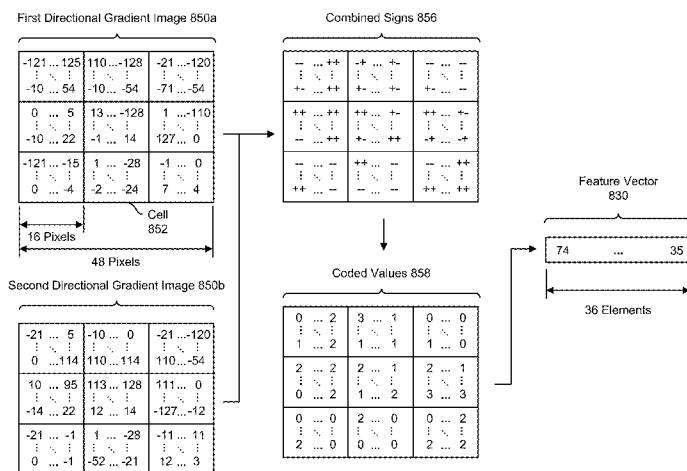 First Directional Gradient Image 850a
-121 ... 125 110 ... -128 -21 ... -120
-10 ... 54 -10 ... -54 -71 ... -54
0 ... 5 13 ... -128 1 ... -110
-10 ... 22 -1 ... 14 127 ... 0
-121 ... -15 1 ... -28 -1 ... 0
0 ... -4 -2 ... -24 7 ... 4
Cell
852
16 Pixels
48 Pixels
Second Directional Gradient Image 850b
-21 ... 5 -10 ... 0 -21 ... -120
0 ... 114 110 ... 114 110 ... -54
10 ... 95 113 ... 128 111 ... 0
-14 ... 22 12 ... 14 -127 ... -12
-21 ... -1 1 ... -28 -11 ... 11
0 ... -1 -52 ... -21 12 ... 3
Combined Signs 856
-- ... ++ -+ ... +- -- ... --
+- ... ++ +- ... +- +- ... --
++ ... ++ ++ ... +- ++ ... +-
-- ... ++ +- ... ++ -+ ... -+
-- ... -- ++ ... -- -- ... ++
++ ... -- -- ... -- ++ ... ++
Coded Values 858
0 ... 2 3 ... 1 0 ... 0
1 ... 2 1 ... 1 1 ... 0
2 ... 2 2 ... 1 2 ... 1
0 ... 2 1 ... 2 3 ... 3
0 ... 0 2 ... 0 0 ... 2
2 ... 0 0 ... 0 2 ... 2
Feature Vector
830
74 ... 35
36 Elements